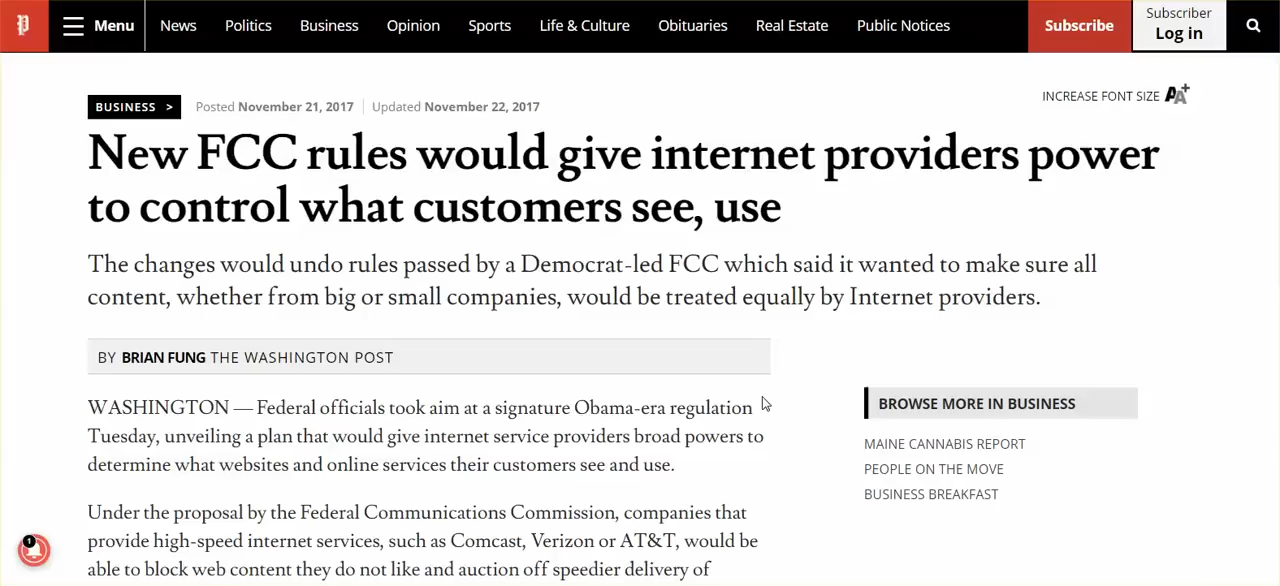 Menu
News
Politics
Business
Opinion
Sports
Life & Culture
Obituaries
Real Estate
Public Notices
Subscribe
Subscriber
Log in
BUSINESS >
Posted November 21, 2017
Updated November 22, 2017
INCREASE FONT SIZE
New FCC rules would give internet providers power
to control what customers see, use
The changes would undo rules passed by a Democrat-led FCC which said it wanted to make sure all
content, whether from big or small companies, would be treated equally by Internet providers.
BY BRIAN FUNG THE WASHINGTON POST
WASHINGTON — Federal officials took aim at a signature Obama-era regulation
Tuesday, unveiling a plan that would give internet service providers broad powers to
determine what websites and online services their customers see and use.
Under the proposal by the Federal Communications Commission, companies that
provide high-speed internet services, such as Comcast, Verizon or AT&T, would be
able to block web content they do not like and auction off speedier delivery of
BROWSE MORE IN BUSINESS
MAINE CANNABIS REPORT
PEOPLE ON THE MOVE
BUSINESS BREAKFAST
1